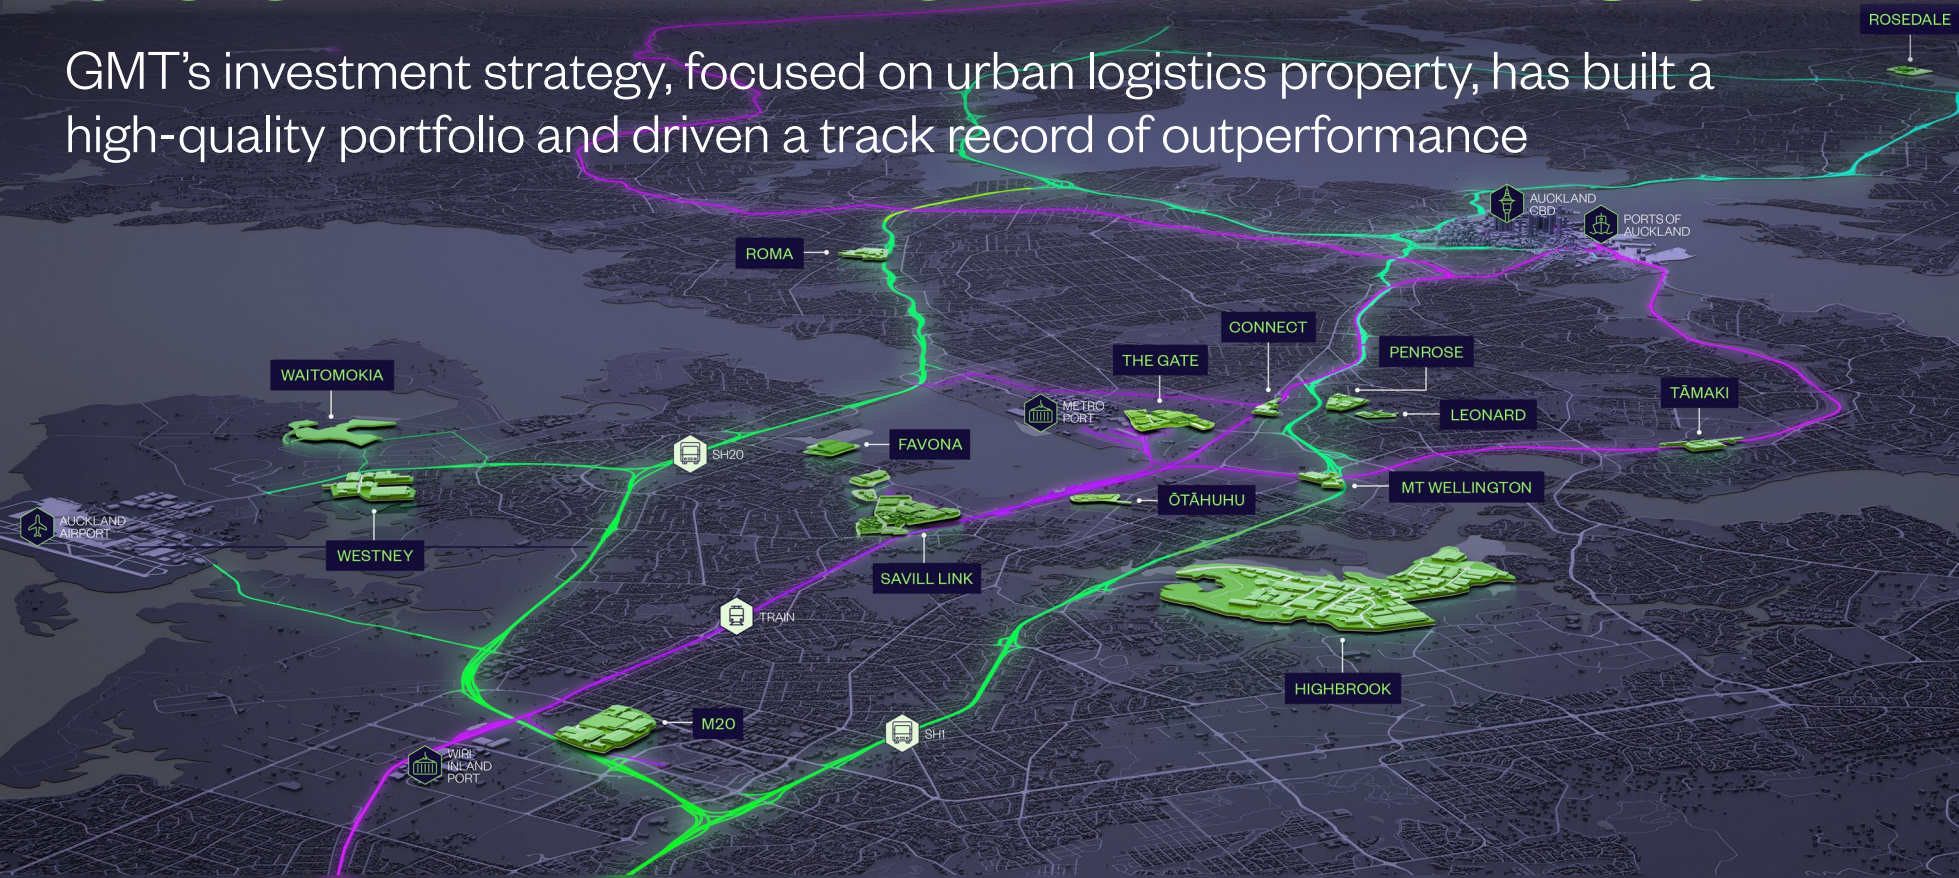 GMT’s investment strategy, focused on urban logistics property, has built a
high-quality portfolio and driven a track record of outperformance
ROSEDALE
AUCKLAND
CBD
PORTS OF
AUCKLAND
ROMA
CONNECT
THE GATE
PENROSE
WAITOMOKIA
TĀMAKI
METRO
PORT
LEONARD
FAVONA
SH20
MT WELLINGTON
ŌTĀHUHU
AUCKLAND
AIRPORT
WESTNEY
SAVILL LINK
TRAIN
HIGHBROOK
M20
SH1
WIRI
INLAND
PORT